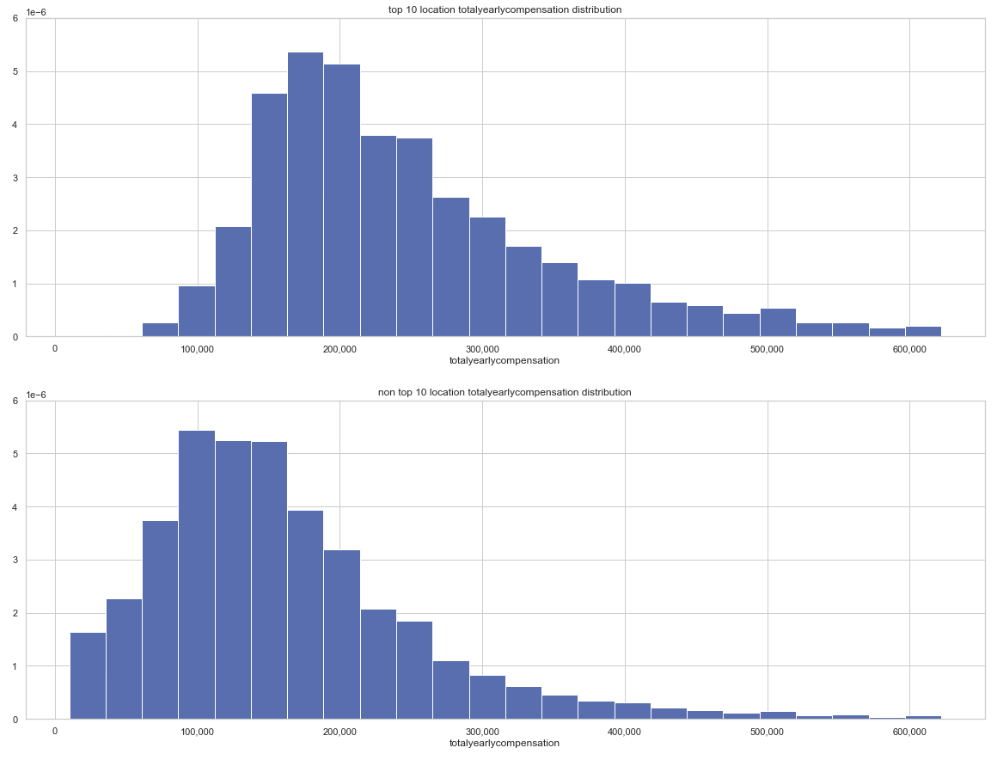 top 10 location totalyearlycompensation distribution
1e−6
6
5
4
3
2
1
0
0 100,000 200,000 300,000 400,000 500,000 600,000
totalyearlycompensation
non top 10 location totalyearlycompensation distribution
1e−6
6
5
4
3
2
1
0
0 100,000 200,000 300,000 400,000 500,000 600,000
totalyearlycompensation